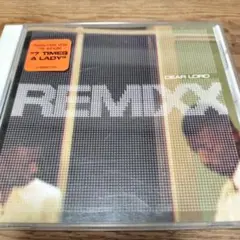 "7 TIMES
A LADY"
DEAR LORD
REMIXX